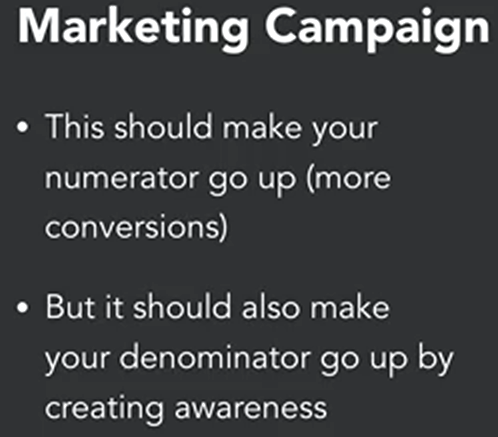 Marketing Campaign
• This should make your
numerator go up (more
conversions)
• But it should also make
your denominator go up by
creating awareness